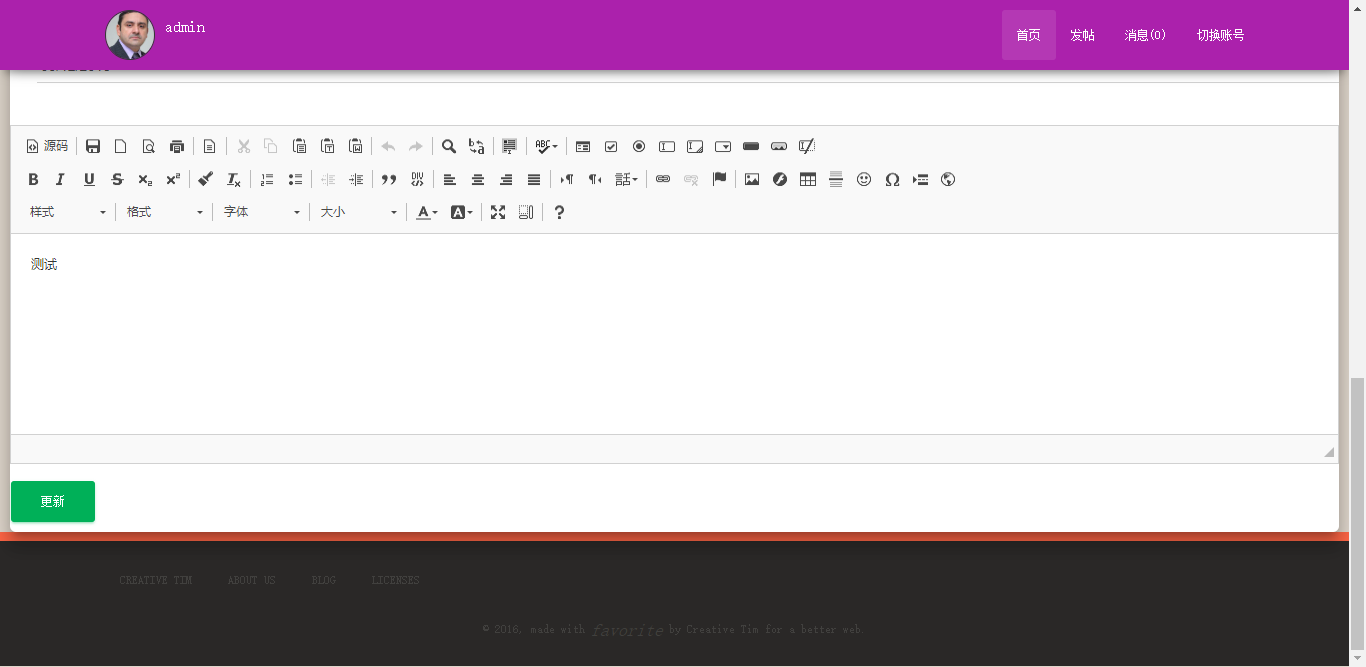 admin
首页 发帖 消息(0) 切换账号
源码
样式 格式 字体 大小
测试
更新
CREATIVE TIM ABOUT US BLOG LICENSES
© 2016, made with favorite by Creative Tim for a better web.